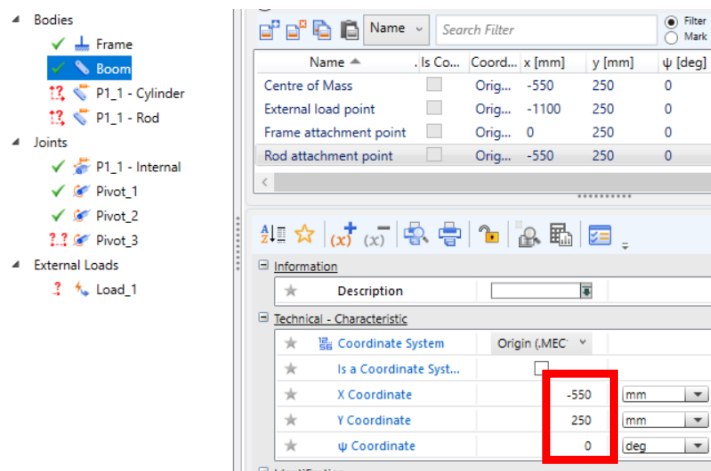 Bodies
Frame
Boom
P1_1 - Cylinder
P1_1 - Rod
Joints
P1_1 - Internal
Pivot_1
Pivot_2
Pivot_3
External Loads
Load_1
Name Search Filter Filter
Mark
Name . Is Co... Coord... x [mm] y [mm] ψ [deg]
Centre of Mass Orig... -550 250 0
External load point Orig... -1100 250 0
Frame attachment point Orig... 0 250 0
Rod attachment point Orig... -550 250 0
Information
Description
Technical - Characteristic
Coordinate System Origin (.MEC
Is a Coordinate Syst...
X Coordinate -550 mm
Y Coordinate 250 mm
ψ Coordinate 0 deg